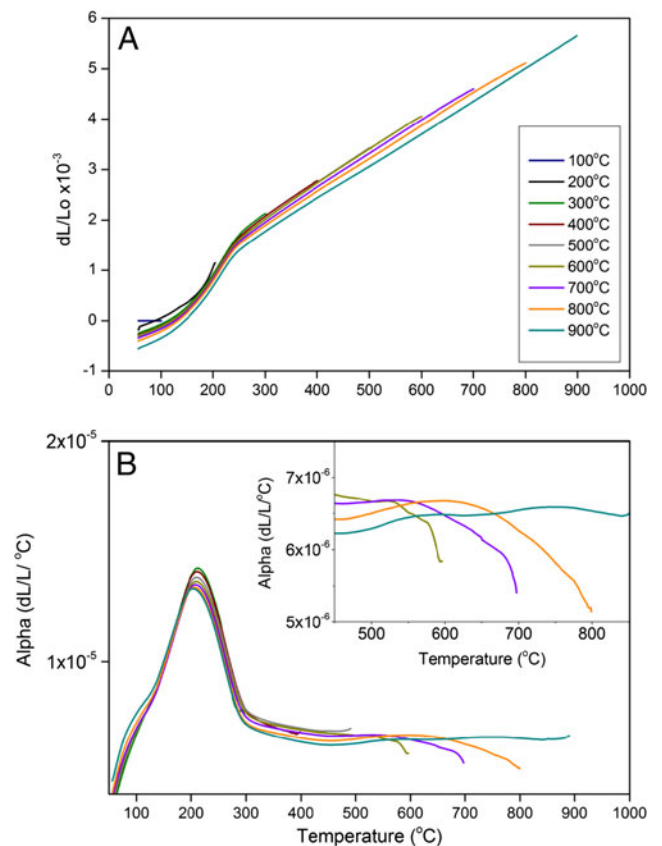 A
dL/Lo x10-3
6
5
4
3
2
1
0
-1
0 100 200 300 400 500 600 700 800 900 1000
100°C
200°C
300°C
400°C
500°C
600°C
700°C
800°C
900°C
B
Alpha (dL/L/ °C)
2x10-5
1x10-5
100 200 300 400 500 600 700 800 900 1000
Temperature (°C)
Alpha (dL/L/°C)
7x10-6
6x10-6
5x10-6
500 600 700 800
Temperature (°C)